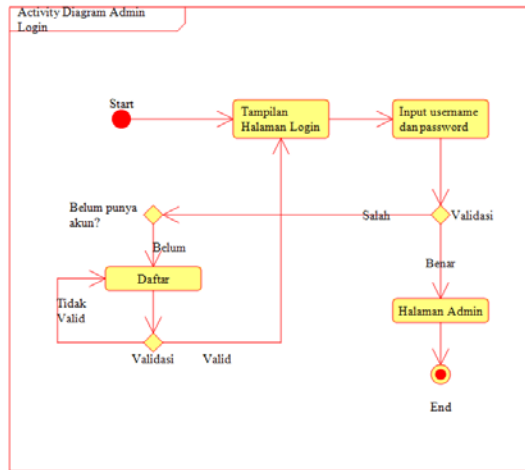 Activity Diagram Admin
Login
Start
Tampilan
Halaman Login
Input username
dan password
Belum punya
akun?
Salah
Validasi
Belum
Benar
Daftar
Tidak
Valid
Halaman Admin
Validasi
Valid
End